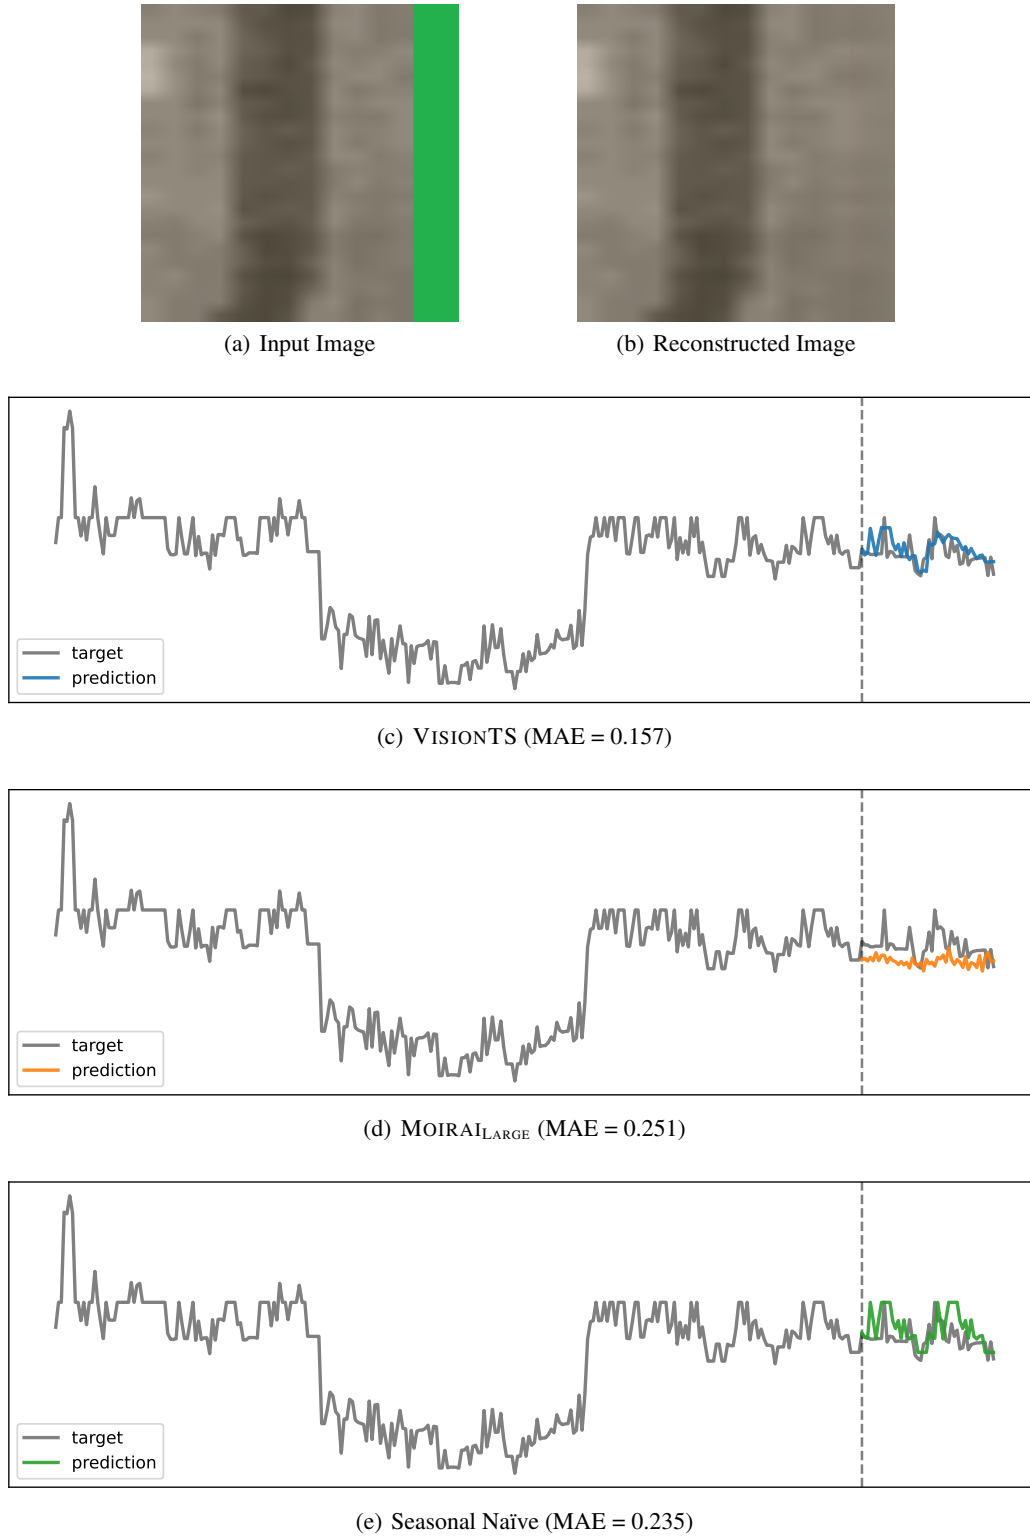 (a) Input Image
(b) Reconstructed Image
target
prediction
(c) VISIONTS (MAE = 0.157)
target
prediction
(d) MOIRAI_LARGE (MAE = 0.251)
target
prediction
(e) Seasonal Naïve (MAE = 0.235)